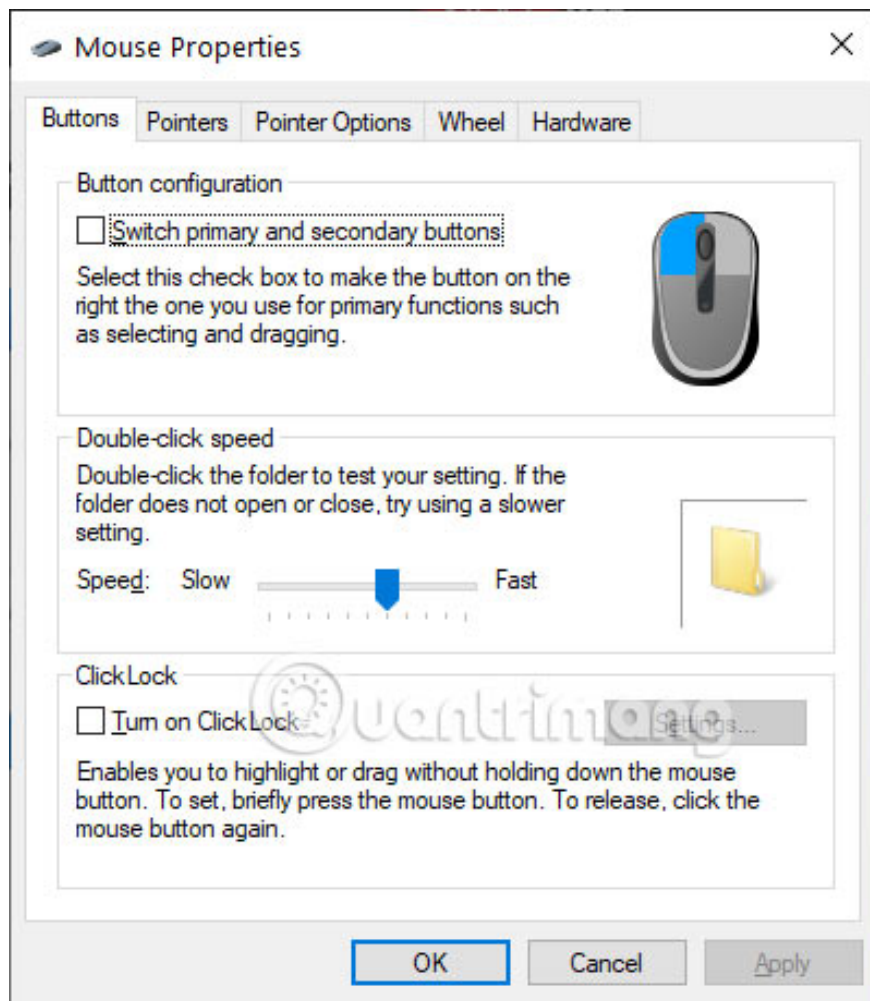 Mouse Properties
Buttons Pointers Pointer Options Wheel Hardware
Button configuration
Switch primary and secondary buttons
Select this check box to make the button on the
right the one you use for primary functions such
as selecting and dragging.
Double-click speed
Double-click the folder to test your setting. If the
folder does not open or close, try using a slower
setting.
Speed: Slow Fast
ClickLock
Turn on ClickLock
Settings...
Quantrimang
Enables you to highlight or drag without holding down the mouse
button. To set, briefly press the mouse button. To release, click the
mouse button again.
OK Cancel Apply